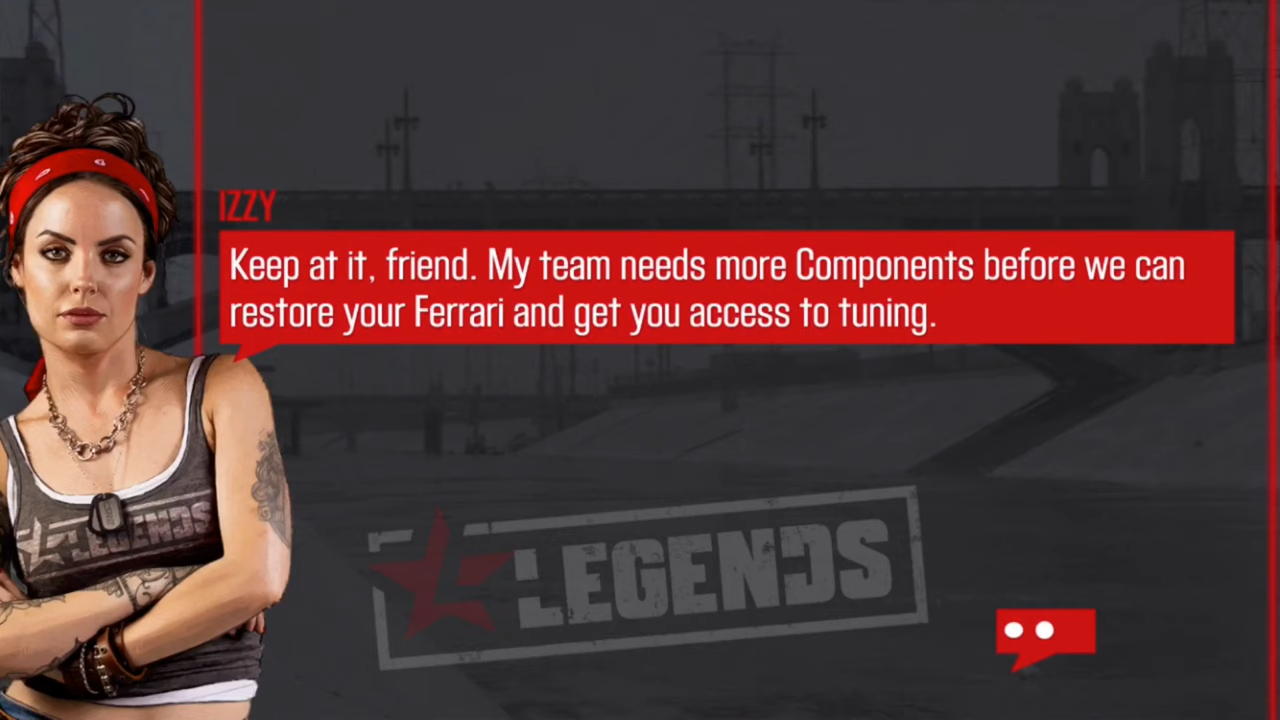 IZZY
Keep at it, friend. My team needs more Components before we can
restore your Ferrari and get you access to tuning.
LEGENDS
LEGENDS